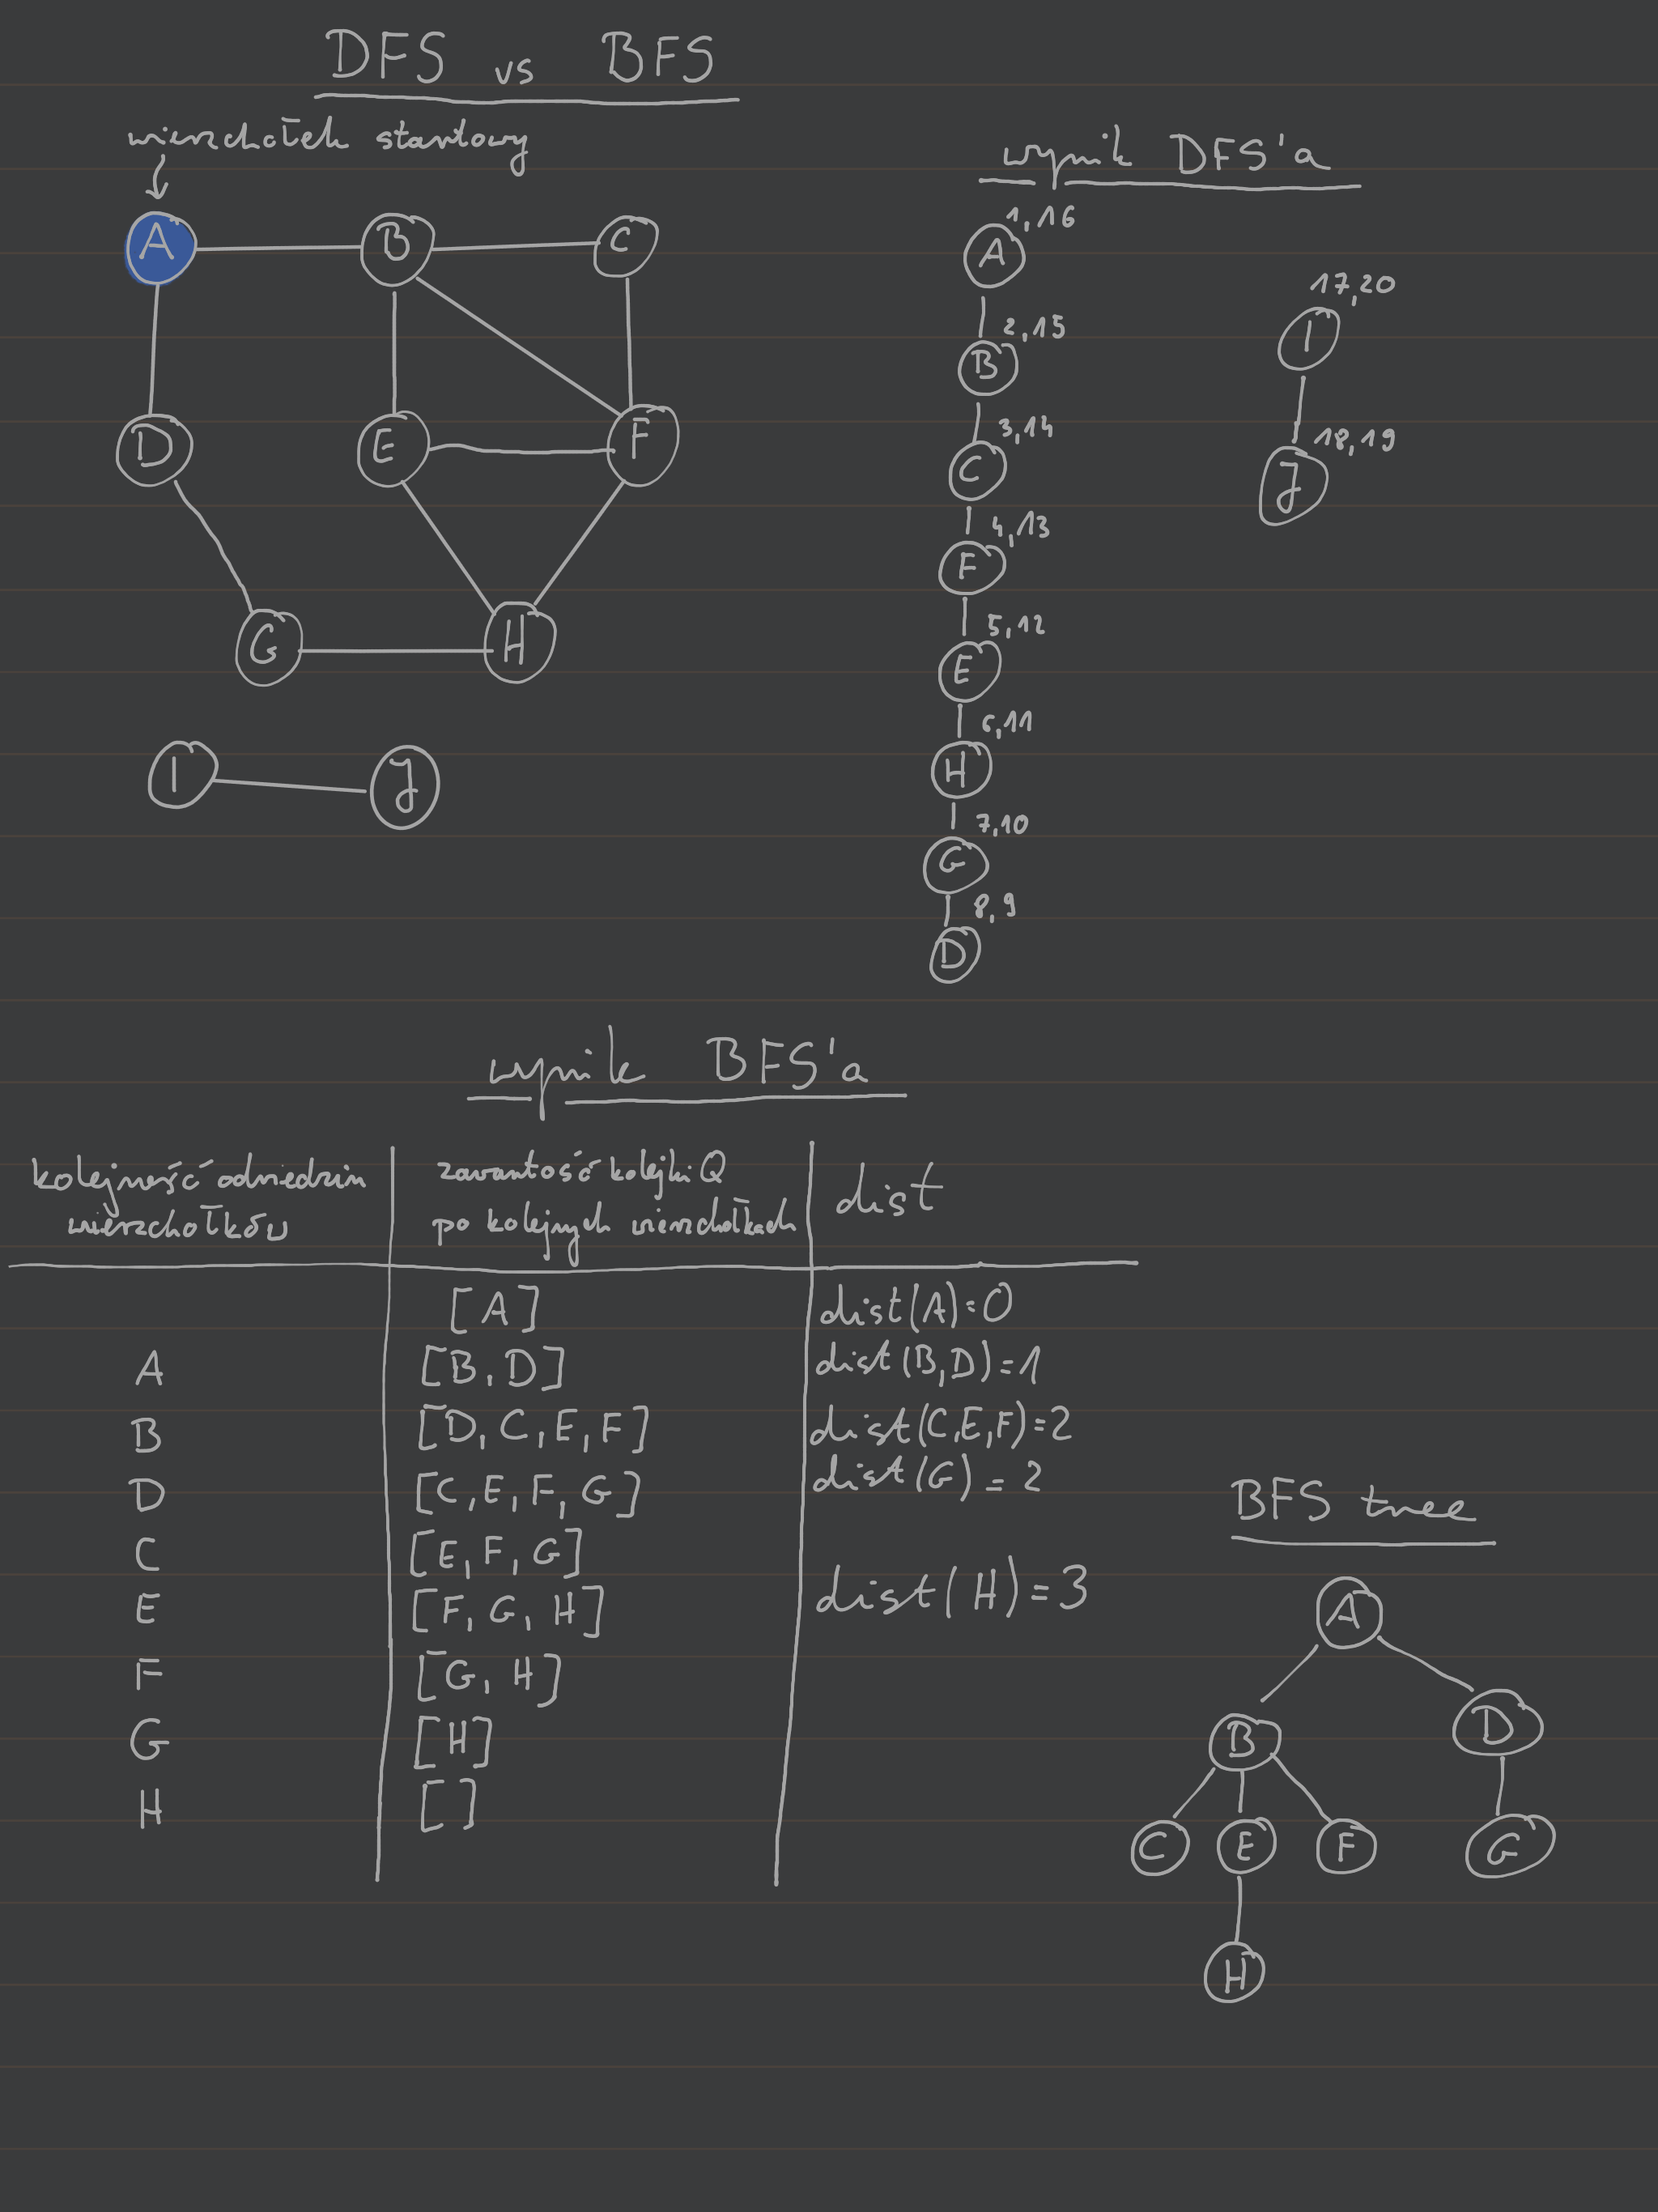 DFS vs BFS
wierzchołek startowy
A B C
D E F
G H
I J
wynik DFS'a
1,16
A
2,15
B
3,14
C
4,13
F
5,12
E
6,11
H
7,10
G
8,9
D
17,20
I
18,19
J
wynik BFS'a
kolejność odwiedzin
wierzchołków
zawartość kolejki Q
po kolejnych wierzchołkach
dist
[A] dist(A)=0
A [B,D] dist(B,D)=1
B [D,C,E,F] dist(C,E,F)=2
D [C,E,F,G] dist(G)=2
C [E,F,G]
E [F,G,H] dist(H)=3
F [G,H]
G [H]
H []
BFS tree
A
B D
C E F G
H